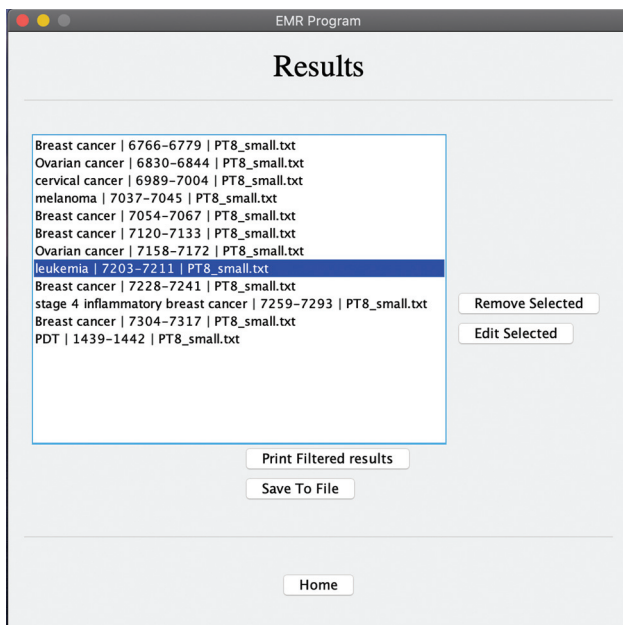 EMR Program
Results
Breast cancer | 6766-6779 | PT8_small.txt
Ovarian cancer | 6830-6844 | PT8_small.txt
cervical cancer | 6989-7004 | PT8_small.txt
melanoma | 7037-7045 | PT8_small.txt
Breast cancer | 7054-7067 | PT8_small.txt
Breast cancer | 7120-7133 | PT8_small.txt
Ovarian cancer | 7158-7172 | PT8_small.txt
leukemia | 7203-7211 | PT8_small.txt
Breast cancer | 7228-7241 | PT8_small.txt
stage 4 inflammatory breast cancer | 7259-7293 | PT8_small.txt
Breast cancer | 7304-7317 | PT8_small.txt
PDT | 1439-1442 | PT8_small.txt
Remove Selected
Edit Selected
Print Filtered results
Save To File
Home